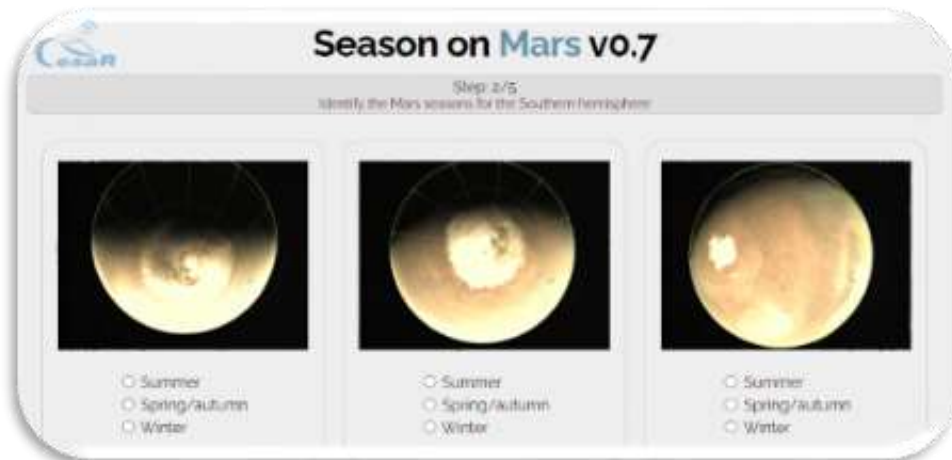 cesaR
Season on Mars v0.7
Step: 2/5
Identify the Mars seasons for the Southern hemisphere
Summer
Spring/autumn
Winter
Summer
Spring/autumn
Winter
Summer
Spring/autumn
Winter